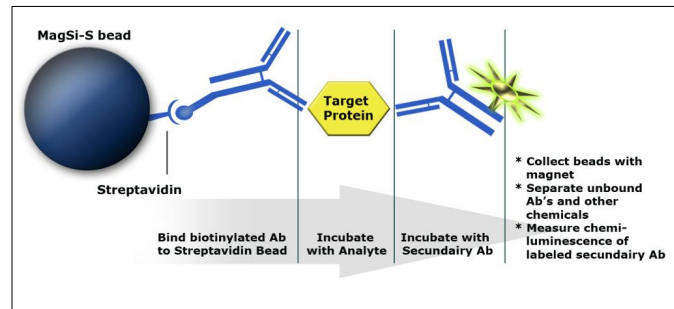 MagSi-S bead
Target
Protein
Streptavidin
Bind biotinylated Ab
to Streptavidin Bead
Incubate
with Analyte
Incubate with
Secundairy Ab
* Collect beads with
magnet
* Separate unbound
Ab's and other
chemicals
* Measure chemi-
luminescence of
labeled secundairy Ab